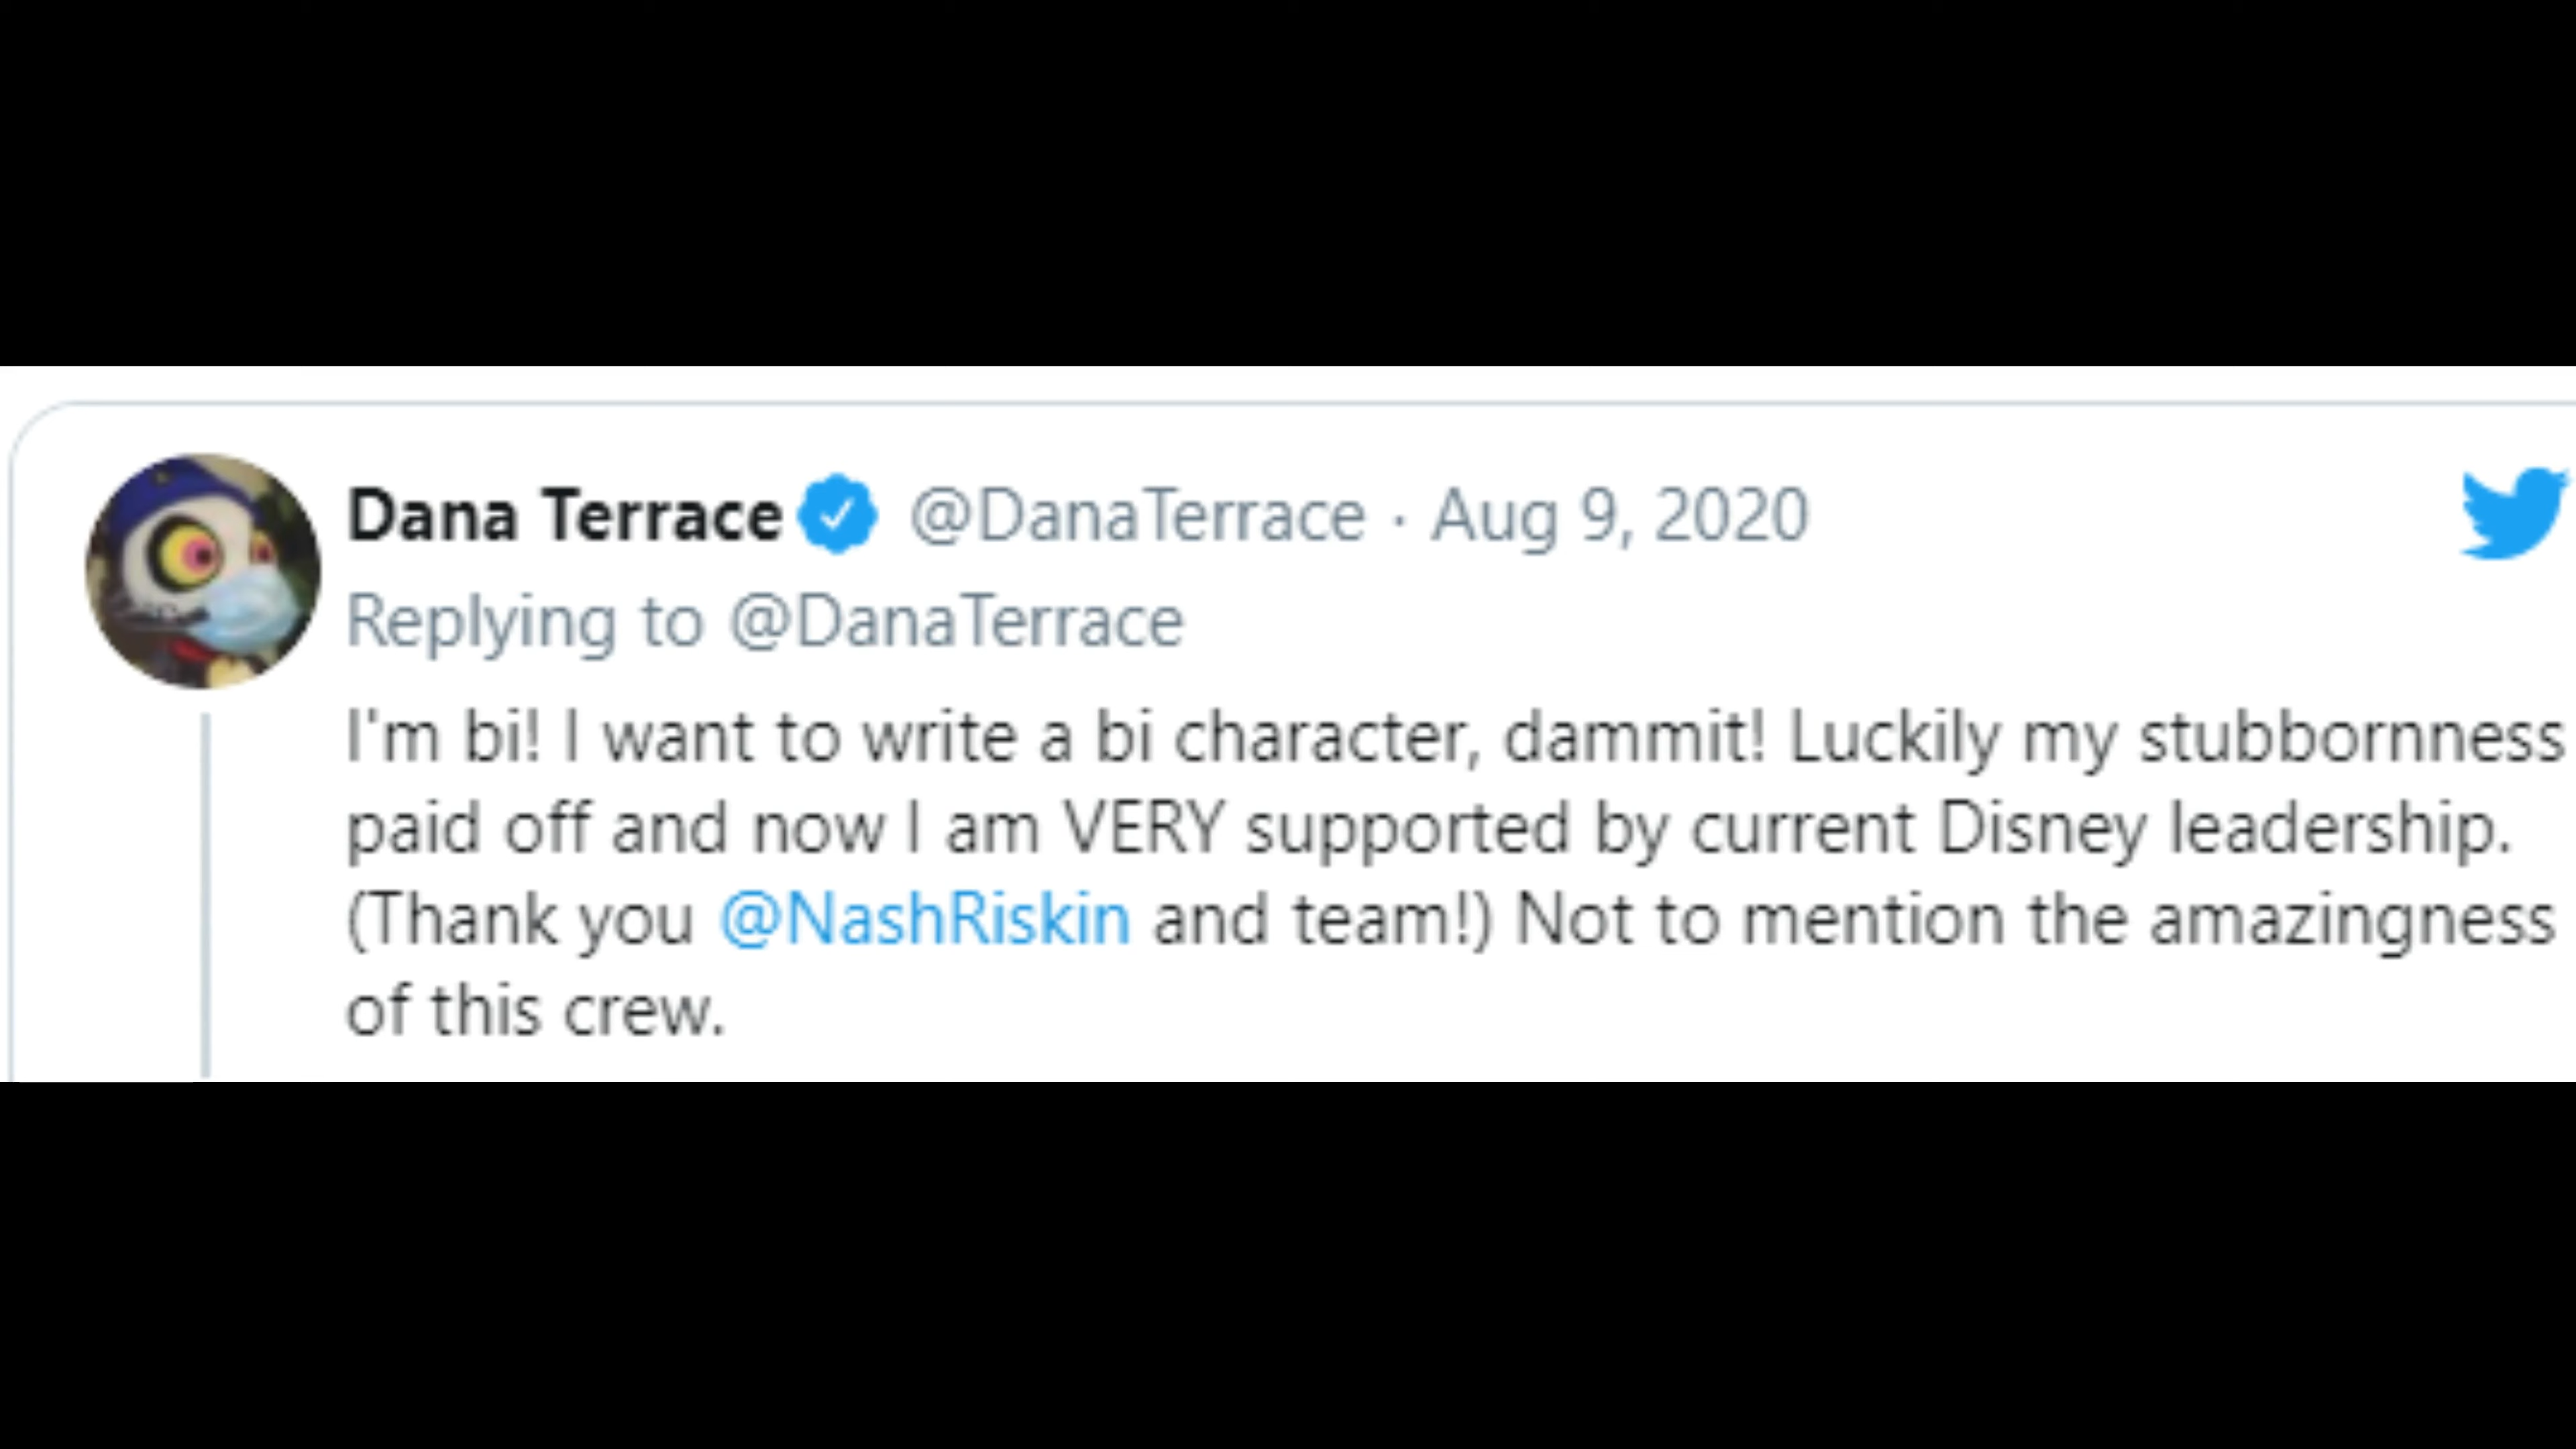 Dana Terrace @DanaTerrace · Aug 9, 2020
Replying to @DanaTerrace
I'm bi! I want to write a bi character, dammit! Luckily my stubbornness
paid off and now I am VERY supported by current Disney leadership.
(Thank you @NashRiskin and team!) Not to mention the amazingness
of this crew.